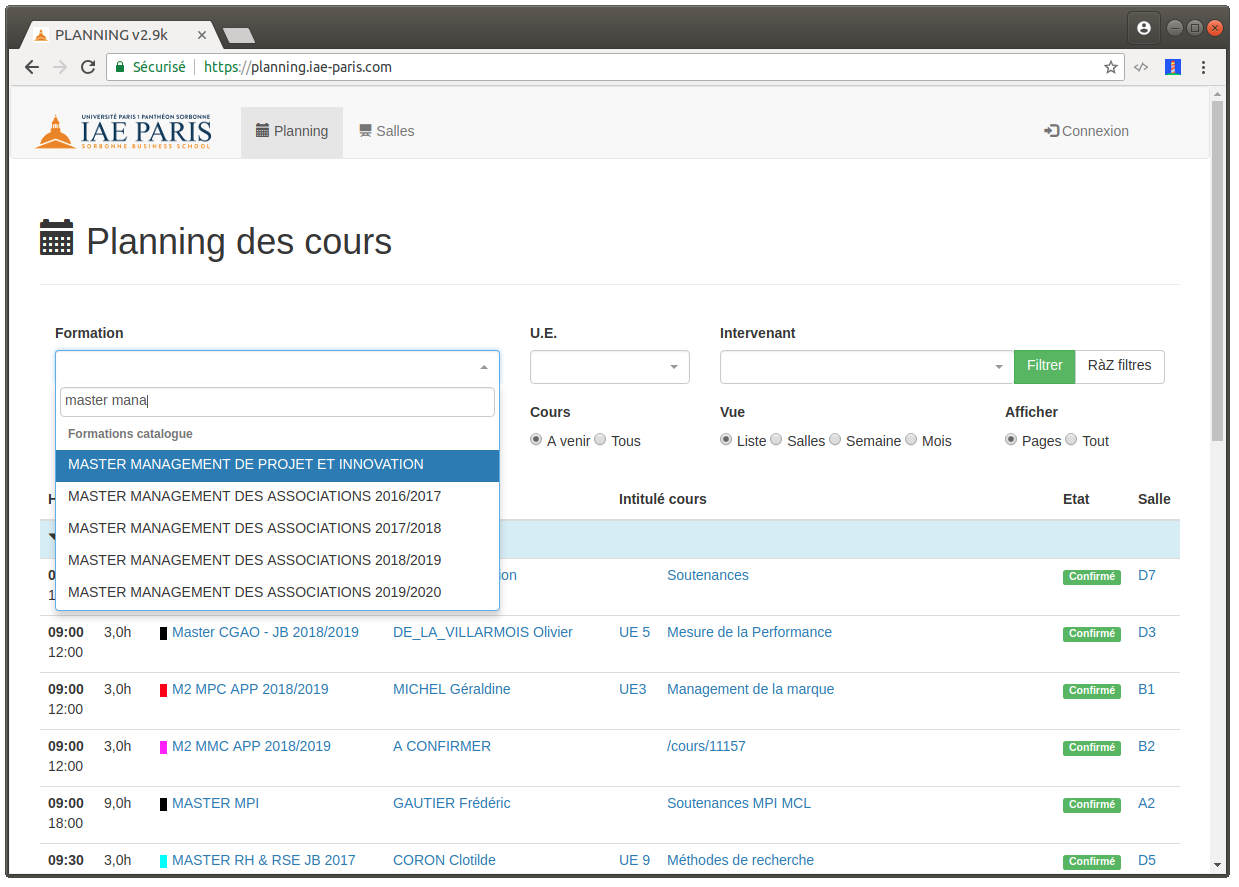 PLANNING v2.9k
Sécurisé https://planning.iae-paris.com
UNIVERSITÉ PARIS 1 PANTHÉON SORBONNE
IAE PARIS
SORBONNE BUSINESS SCHOOL
Planning Salles Connexion
Planning des cours
Formation U.E. Intervenant
Filtrer RàZ filtres
master mana
Cours Vue Afficher
Formations catalogue
A venir Tous Liste Salles Semaine Mois Pages Tout
MASTER MANAGEMENT DE PROJET ET INNOVATION
MASTER MANAGEMENT DES ASSOCIATIONS 2016/2017
Intitulé cours Etat Salle
MASTER MANAGEMENT DES ASSOCIATIONS 2017/2018
MASTER MANAGEMENT DES ASSOCIATIONS 2018/2019
Soutenances Confirmé D7
MASTER MANAGEMENT DES ASSOCIATIONS 2019/2020
09:00 3,0h Master CGAO - JB 2018/2019 DE_LA_VILLARMOIS Olivier UE 5 Mesure de la Performance Confirmé D3
12:00
09:00 3,0h M2 MPC APP 2018/2019 MICHEL Géraldine UE3 Management de la marque Confirmé B1
12:00
09:00 3,0h M2 MMC APP 2018/2019 A CONFIRMER /cours/11157 Confirmé B2
12:00
09:00 9,0h MASTER MPI GAUTIER Frédéric Soutenances MPI MCL Confirmé A2
18:00
09:30 3,0h MASTER RH & RSE JB 2017 CORON Clotilde UE 9 Méthodes de recherche Confirmé D5